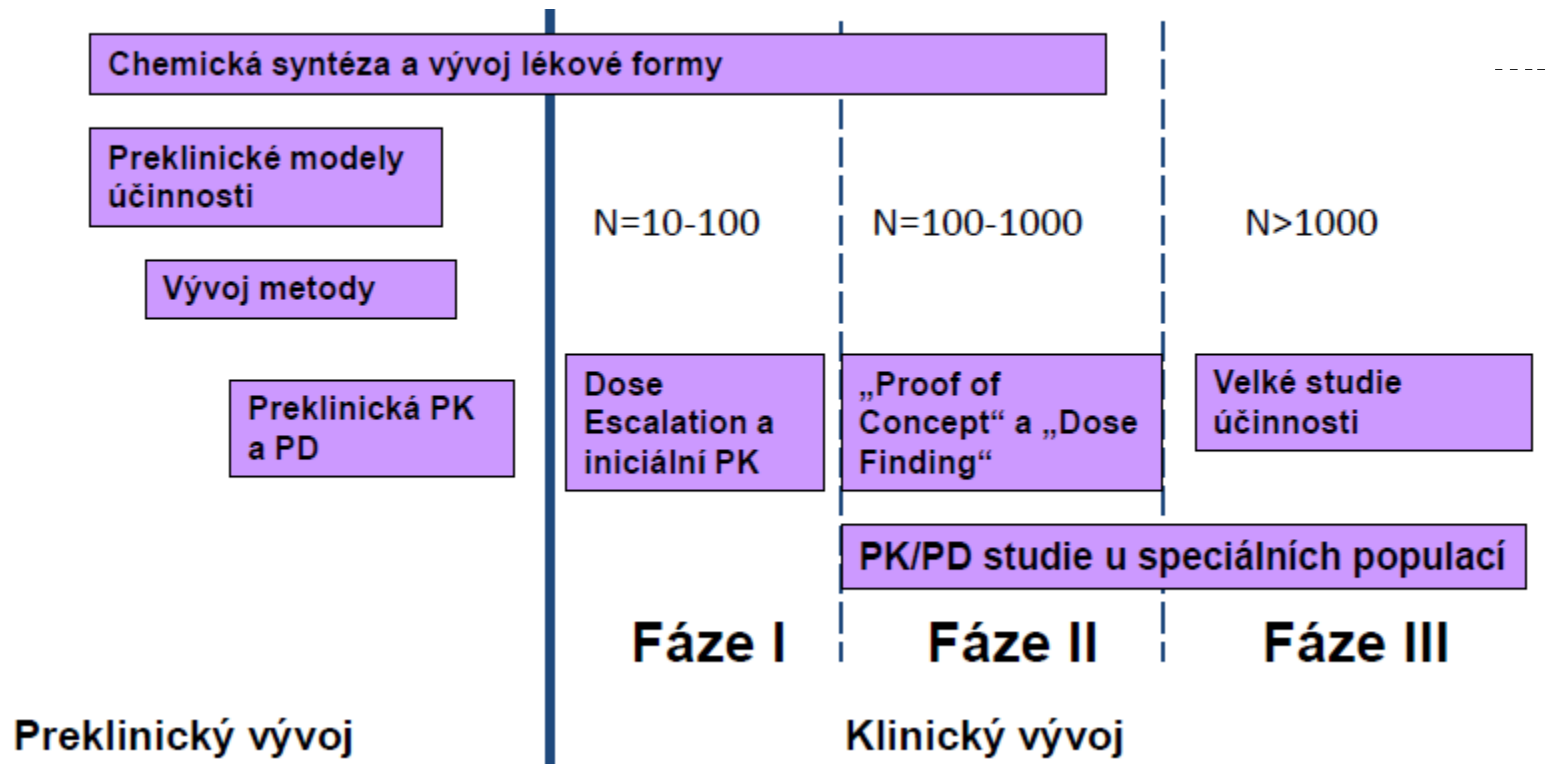 Chemická syntéza a vývoj lékové formy
Preklinické modely
účinnosti
N=10-100
N=100-1000
N>1000
Vývoj metody
Preklinická PK
a PD
Dose
Escalation a
iniciální PK
„Proof of
Concept“ a „Dose
Finding“
Velké studie
účinnosti
PK/PD studie u speciálních populací
Fáze I
Fáze II
Fáze III
Preklinický vývoj
Klinický vývoj